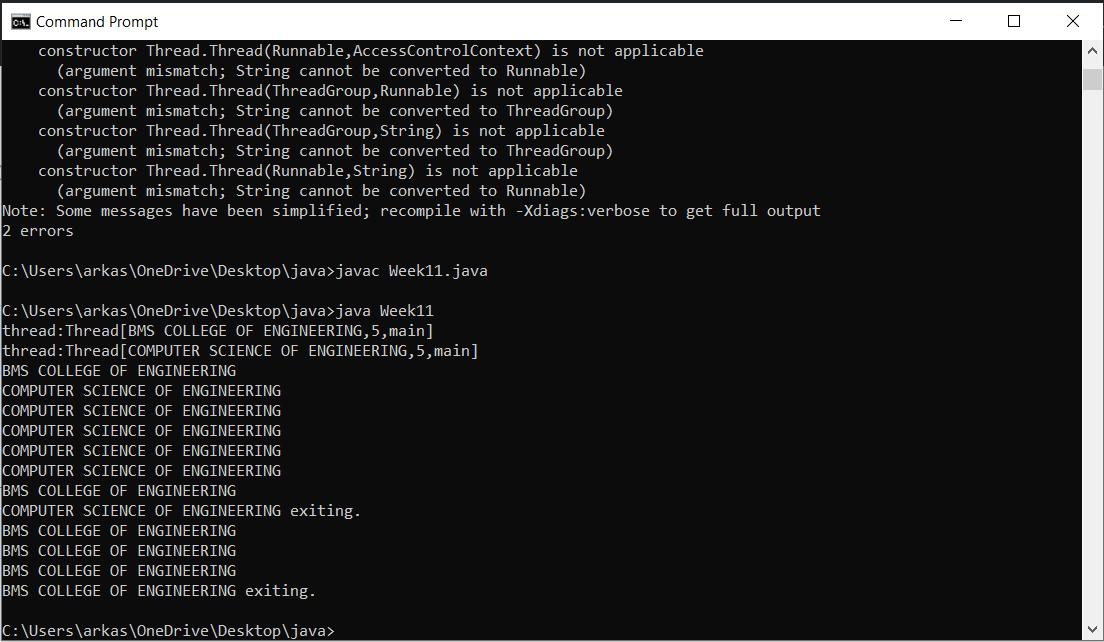 Command Prompt
constructor Thread.Thread(Runnable,AccessControlContext) is not applicable
(argument mismatch; String cannot be converted to Runnable)
constructor Thread.Thread(ThreadGroup,Runnable) is not applicable
(argument mismatch; String cannot be converted to ThreadGroup)
constructor Thread.Thread(ThreadGroup,String) is not applicable
(argument mismatch; String cannot be converted to ThreadGroup)
constructor Thread.Thread(Runnable,String) is not applicable
(argument mismatch; String cannot be converted to Runnable)
Note: Some messages have been simplified; recompile with -Xdiags:verbose to get full output
2 errors
C:\Users\arkas\OneDrive\Desktop\java>javac Week11.java
C:\Users\arkas\OneDrive\Desktop\java>java Week11
thread:Thread[BMS COLLEGE OF ENGINEERING,5,main]
thread:Thread[COMPUTER SCIENCE OF ENGINEERING,5,main]
BMS COLLEGE OF ENGINEERING
COMPUTER SCIENCE OF ENGINEERING
COMPUTER SCIENCE OF ENGINEERING
COMPUTER SCIENCE OF ENGINEERING
COMPUTER SCIENCE OF ENGINEERING
COMPUTER SCIENCE OF ENGINEERING
BMS COLLEGE OF ENGINEERING
COMPUTER SCIENCE OF ENGINEERING exiting.
BMS COLLEGE OF ENGINEERING
BMS COLLEGE OF ENGINEERING
BMS COLLEGE OF ENGINEERING
BMS COLLEGE OF ENGINEERING exiting.
C:\Users\arkas\OneDrive\Desktop\java>